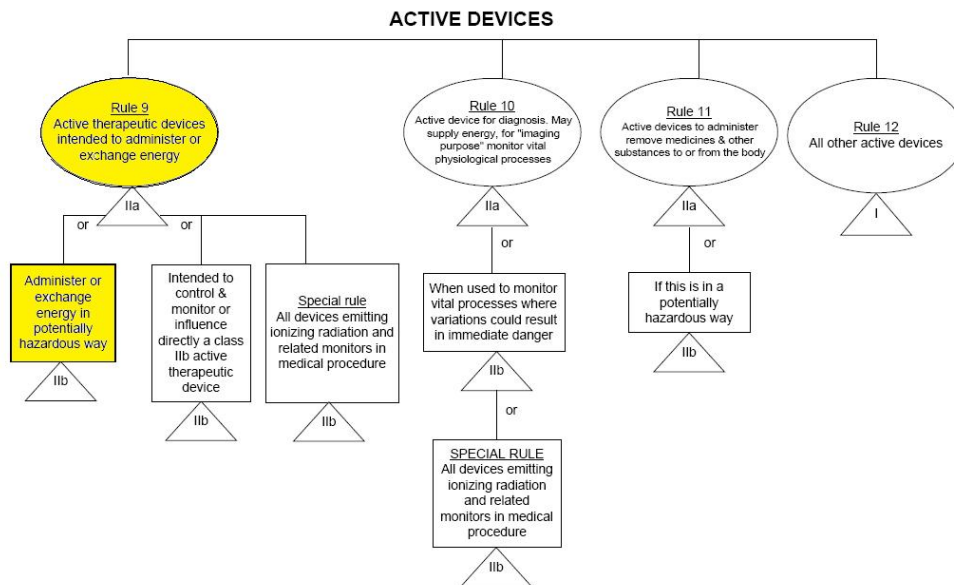 ACTIVE DEVICES
Rule 9
Active therapeutic devices
intended to administer or
exchange energy
IIa
or
or
Administer or
exchange
energy in
potentially
hazardous way
IIb
Intended to
control &
monitor or
influence
directly a class
IIb active
therapeutic
device
IIb
Special rule
All devices emitting
ionizing radiation and
related monitors in
medical procedure
IIb
Rule 10
Active device for diagnosis. May
supply energy, for "imaging
purpose" monitor vital
physiological processes
IIa
or
When used to monitor
vital processes where
variations could result
in immediate danger
IIb
or
SPECIAL RULE
All devices emitting
ionizing radiation
and related
monitors in medical
procedure
IIb
Rule 11
Active devices to administer
remove medicines & other
substances to or from the body
IIa
or
If this is in a
potentially
hazardous way
IIb
Rule 12
All other active devices
I